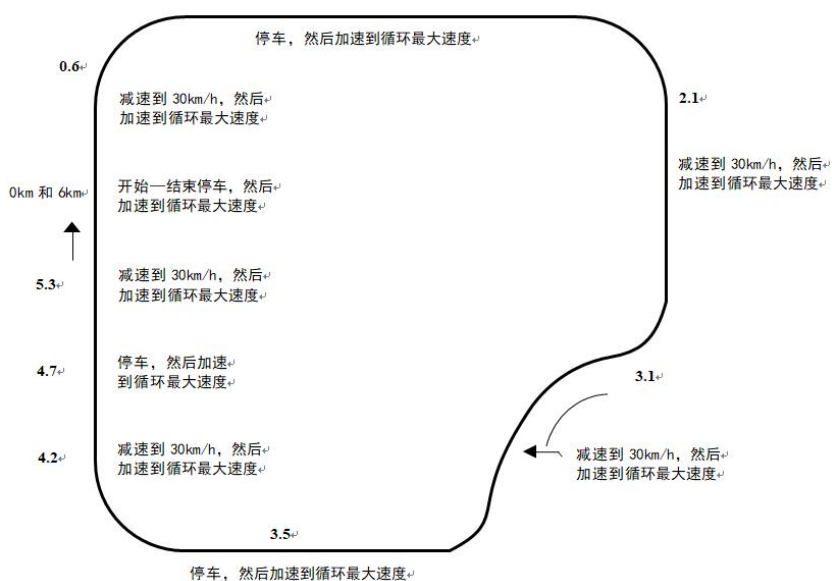 停车，然后加速到循环最大速度
0.6
减速到 30km/h，然后
加速到循环最大速度
2.1
减速到 30km/h，然后
加速到循环最大速度
0km 和 6km
开始—结束停车，然后
加速到循环最大速度
5.3
减速到 30km/h，然后
加速到循环最大速度
4.7
停车，然后加速
到循环最大速度
3.1
4.2
减速到 30km/h，然后
加速到循环最大速度
减速到 30km/h，然后
加速到循环最大速度
3.5
停车，然后加速到循环最大速度